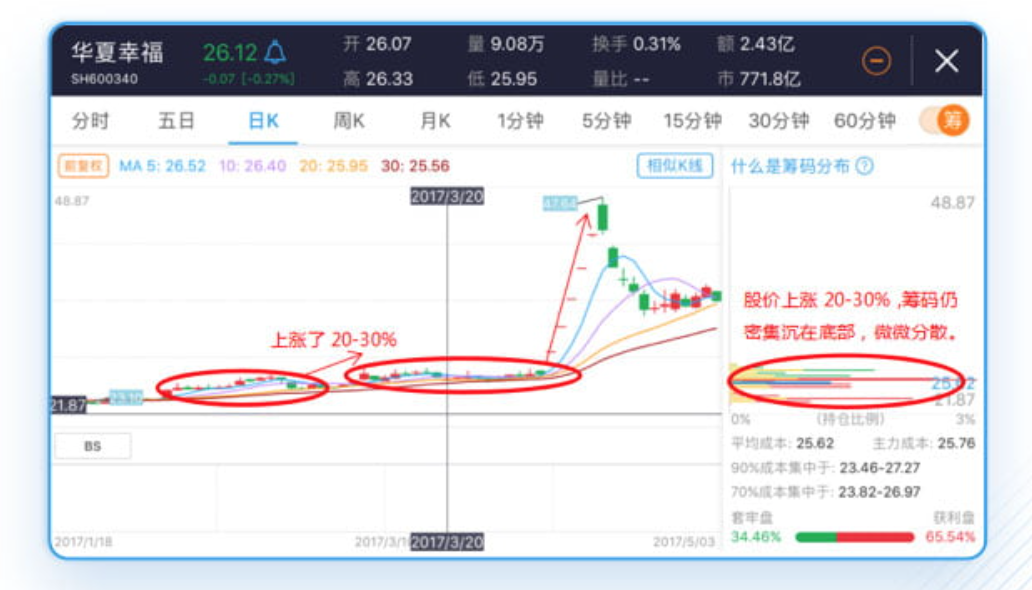 华夏幸福 26.12 开 26.07 量 9.08万 换手 0.31% 额 2.43亿
SH600340 -0.07 [-0.27%] 高 26.33 低 25.95 量比 -- 市 771.8亿
分时 五日 日K 周K 月K 1分钟 5分钟 15分钟 30分钟 60分钟 筹
前复权 MA 5: 26.52 10: 26.40 20: 25.95 30: 25.56 相似K线 什么是筹码分布 ?
48.87 2017/3/20 47.64 48.87
股价上涨 20-30% ,筹码仍
密集沉在底部，微微分散。
上涨了 20-30%
25.62
21.87 23.10 21.87
0% (持仓比例) 3%
BS 平均成本: 25.62 主力成本: 25.76
90%成本集中于: 23.46-27.27
70%成本集中于: 23.82-26.97
套牢盘 获利盘
34.46% 65.54%
2017/1/18 2017/3/1 2017/3/20 2017/5/03